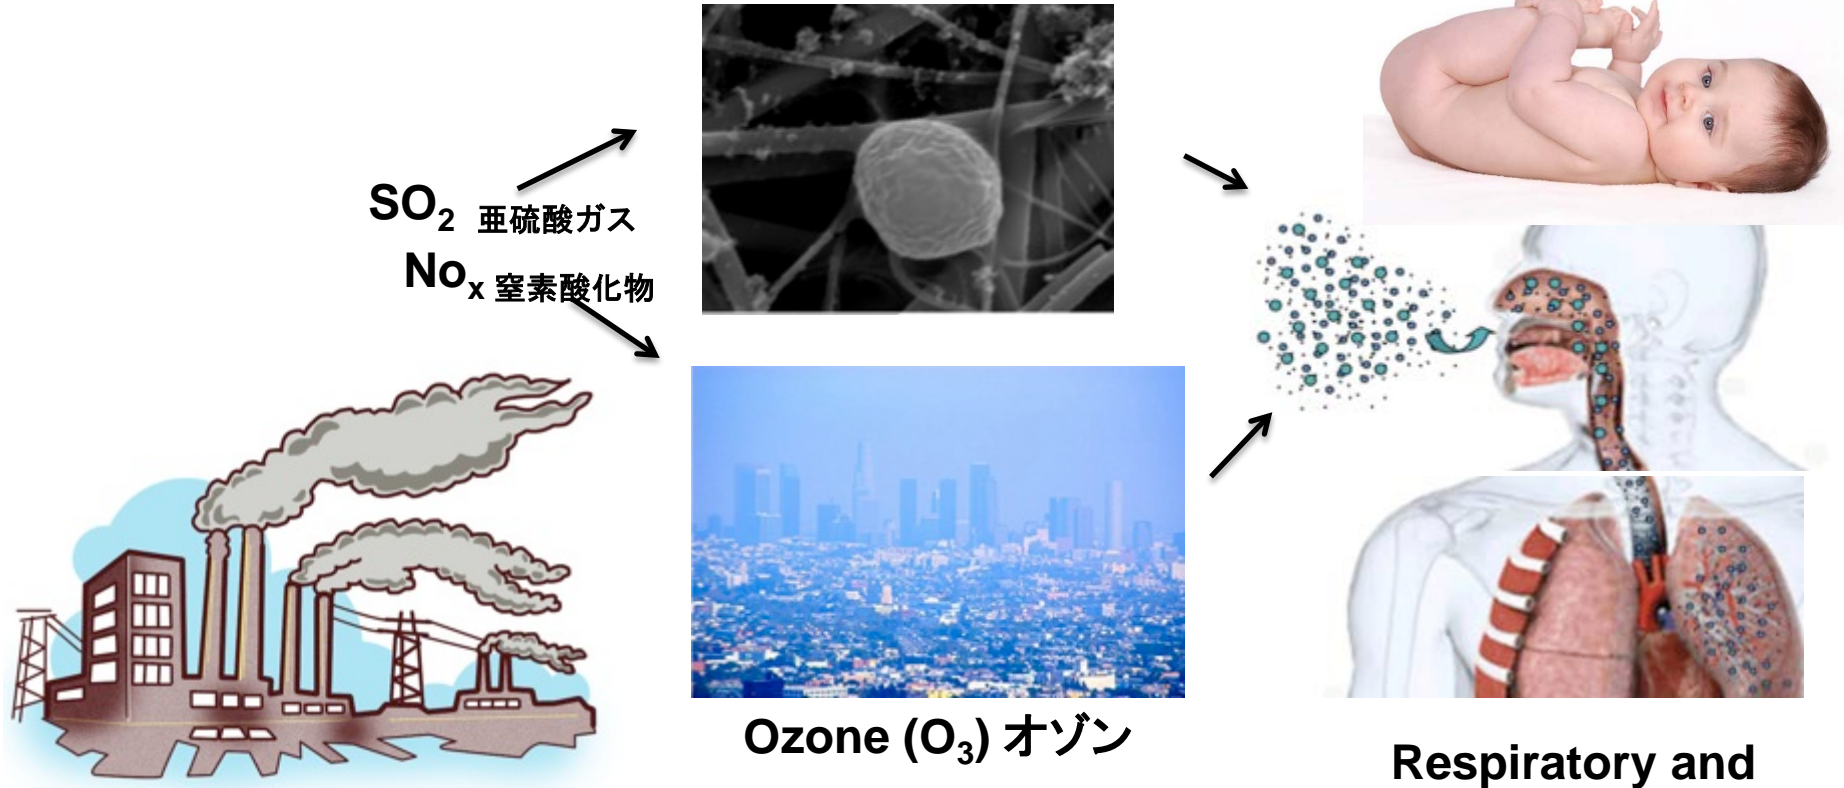 SO₂ 亜硫酸ガス
Noₓ 窒素酸化物
Ozone (O₃) オゾン
Respiratory and